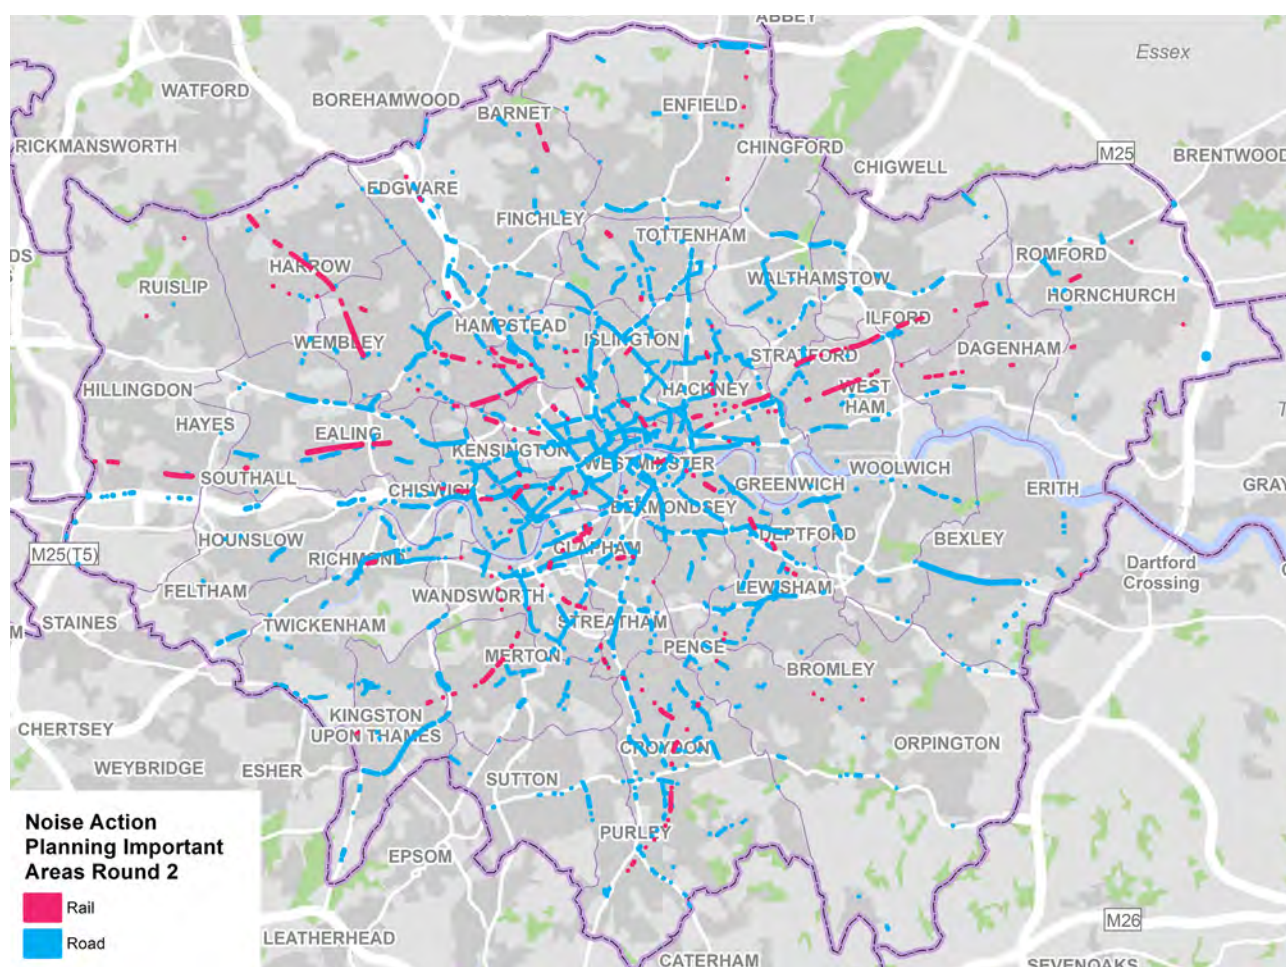 ABBEY
Essex
WATFORD
BOREHAMWOOD
BARNET
ENFIELD
RICKMANSWORTH
CHINGFORD
M25
BRENTWOOD
CHIGWELL
EDGWARE
FINCHLEY
TOTTENHAM
DS
ROMFORD
HARROW
WALTHAMSTOW
RUISLIP
HORNCHURCH
ILFORD
HAMPSTEAD
ISLINGTON
WEMBLEY
STRATFORD
DAGENHAM
HILLINGDON
HACKNEY
WEST
HAM
HAYES
EALING
KENSINGTON
WESTMINSTER
WOOLWICH
SOUTHALL
CHISWICK
GREENWICH
ERITH
GRAY
BERMONDSEY
HOUNSLOW
DEPTFORD
BEXLEY
M25(T5)
RICHMOND
CLAPHAM
Dartford
Crossing
FELTHAM
WANDSWORTH
LEWISHAM
STAINES
TWICKENHAM
STREATHAM
M
MERTON
PENGE
BROMLEY
CHERTSEY
KINGSTON
UPON THAMES
CROYDON
ORPINGTON
WEYBRIDGE
ESHER
SUTTON
Noise Action
Planning Important
Areas Round 2
PURLEY
EPSOM
Rail
Road
LEATHERHEAD
M26
CATERHAM
SEVENOAKS